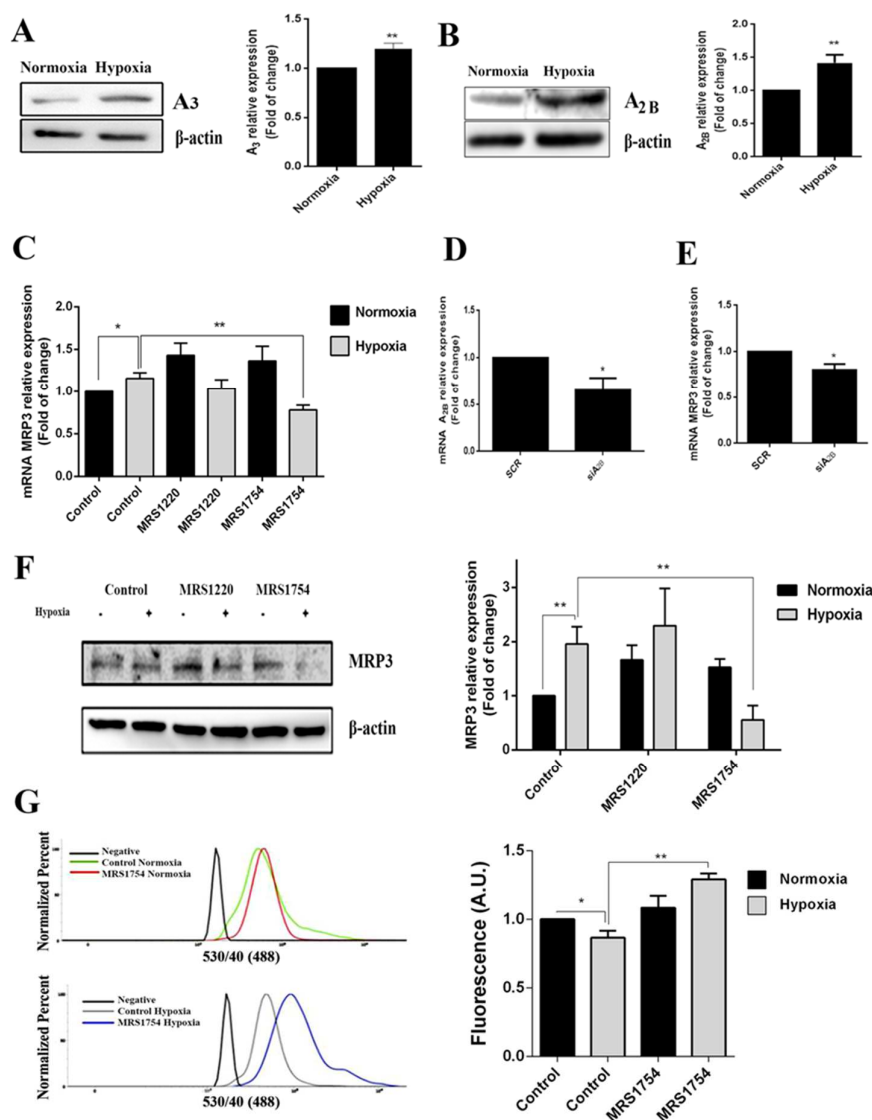 A
Normoxia Hypoxia
A3
β-actin
A3 relative expression
(Fold of change)
1.5
1.0
0.5
0.0
**
Normoxia
Hypoxia
B
Normoxia Hypoxia
A2B
β-actin
A2B relative expression
(Fold of change)
2.0
1.5
1.0
0.5
0.0
**
Normoxia
Hypoxia
C
mRNA MRP3 relative expression
(Fold of change)
2.0
1.5
1.0
0.5
0.0
*
**
Control
Control
MRS1220
MRS1220
MRS1754
MRS1754
Normoxia
Hypoxia
D
mRNA A2B relative expression
(Fold of change)
1.5
1.0
0.5
0.0
*
SCR
siA2B
E
mRNA MRP3 relative expression
(Fold of change)
1.5
1.0
0.5
0.0
*
SCR
siA2B
F
Control MRS1220 MRS1754
Hypoxia - + - + - +
MRP3
β-actin
MRP3 relative expression
(Fold of change)
3
2
1
0
**
**
Control
MRS1220
MRS1754
Normoxia
Hypoxia
G
Normalized Percent
Negative
Control Normoxia
MRS1754 Normoxia
530/40 (488)
Normalized Percent
Negative
Control Hypoxia
MRS1754 Hypoxia
530/40 (488)
Fluorescence (A.U.)
1.5
1.0
0.5
0.0
*
**
Control
Control
MRS1754
MRS1754
Normoxia
Hypoxia